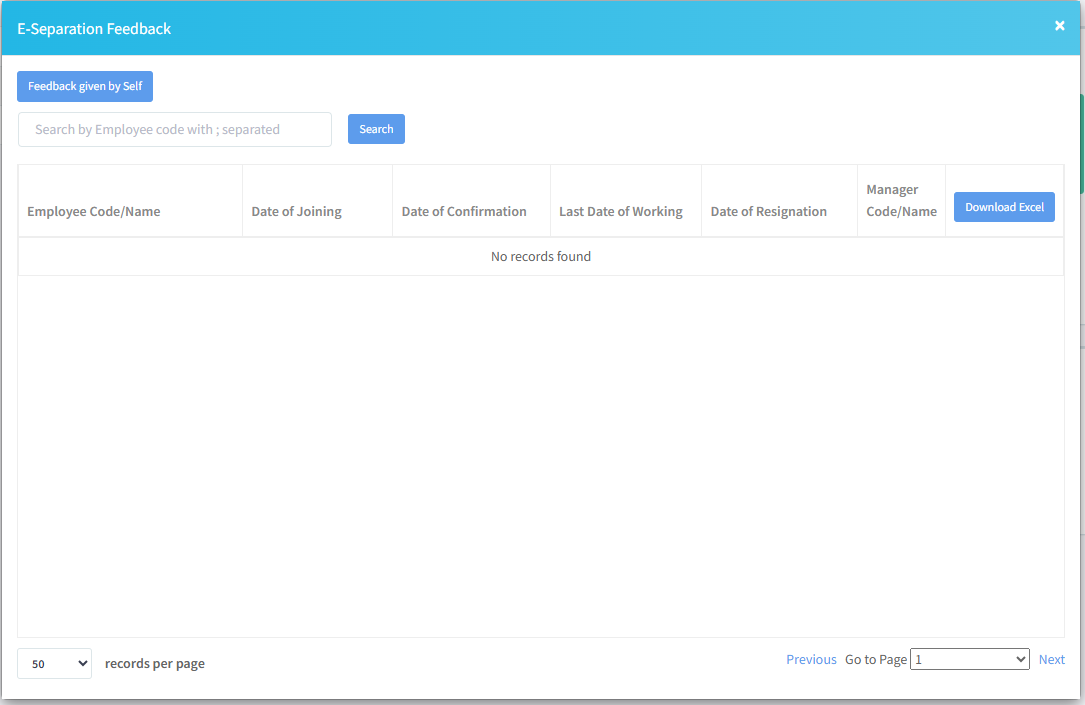 E-Separation Feedback
×
Feedback given by Self
Search by Employee code with ; separated
Search
Employee Code/Name
Date of Joining
Date of Confirmation
Last Date of Working
Date of Resignation
Manager
Code/Name
Download Excel
No records found
50
records per page
Previous
Go to Page
1
Next